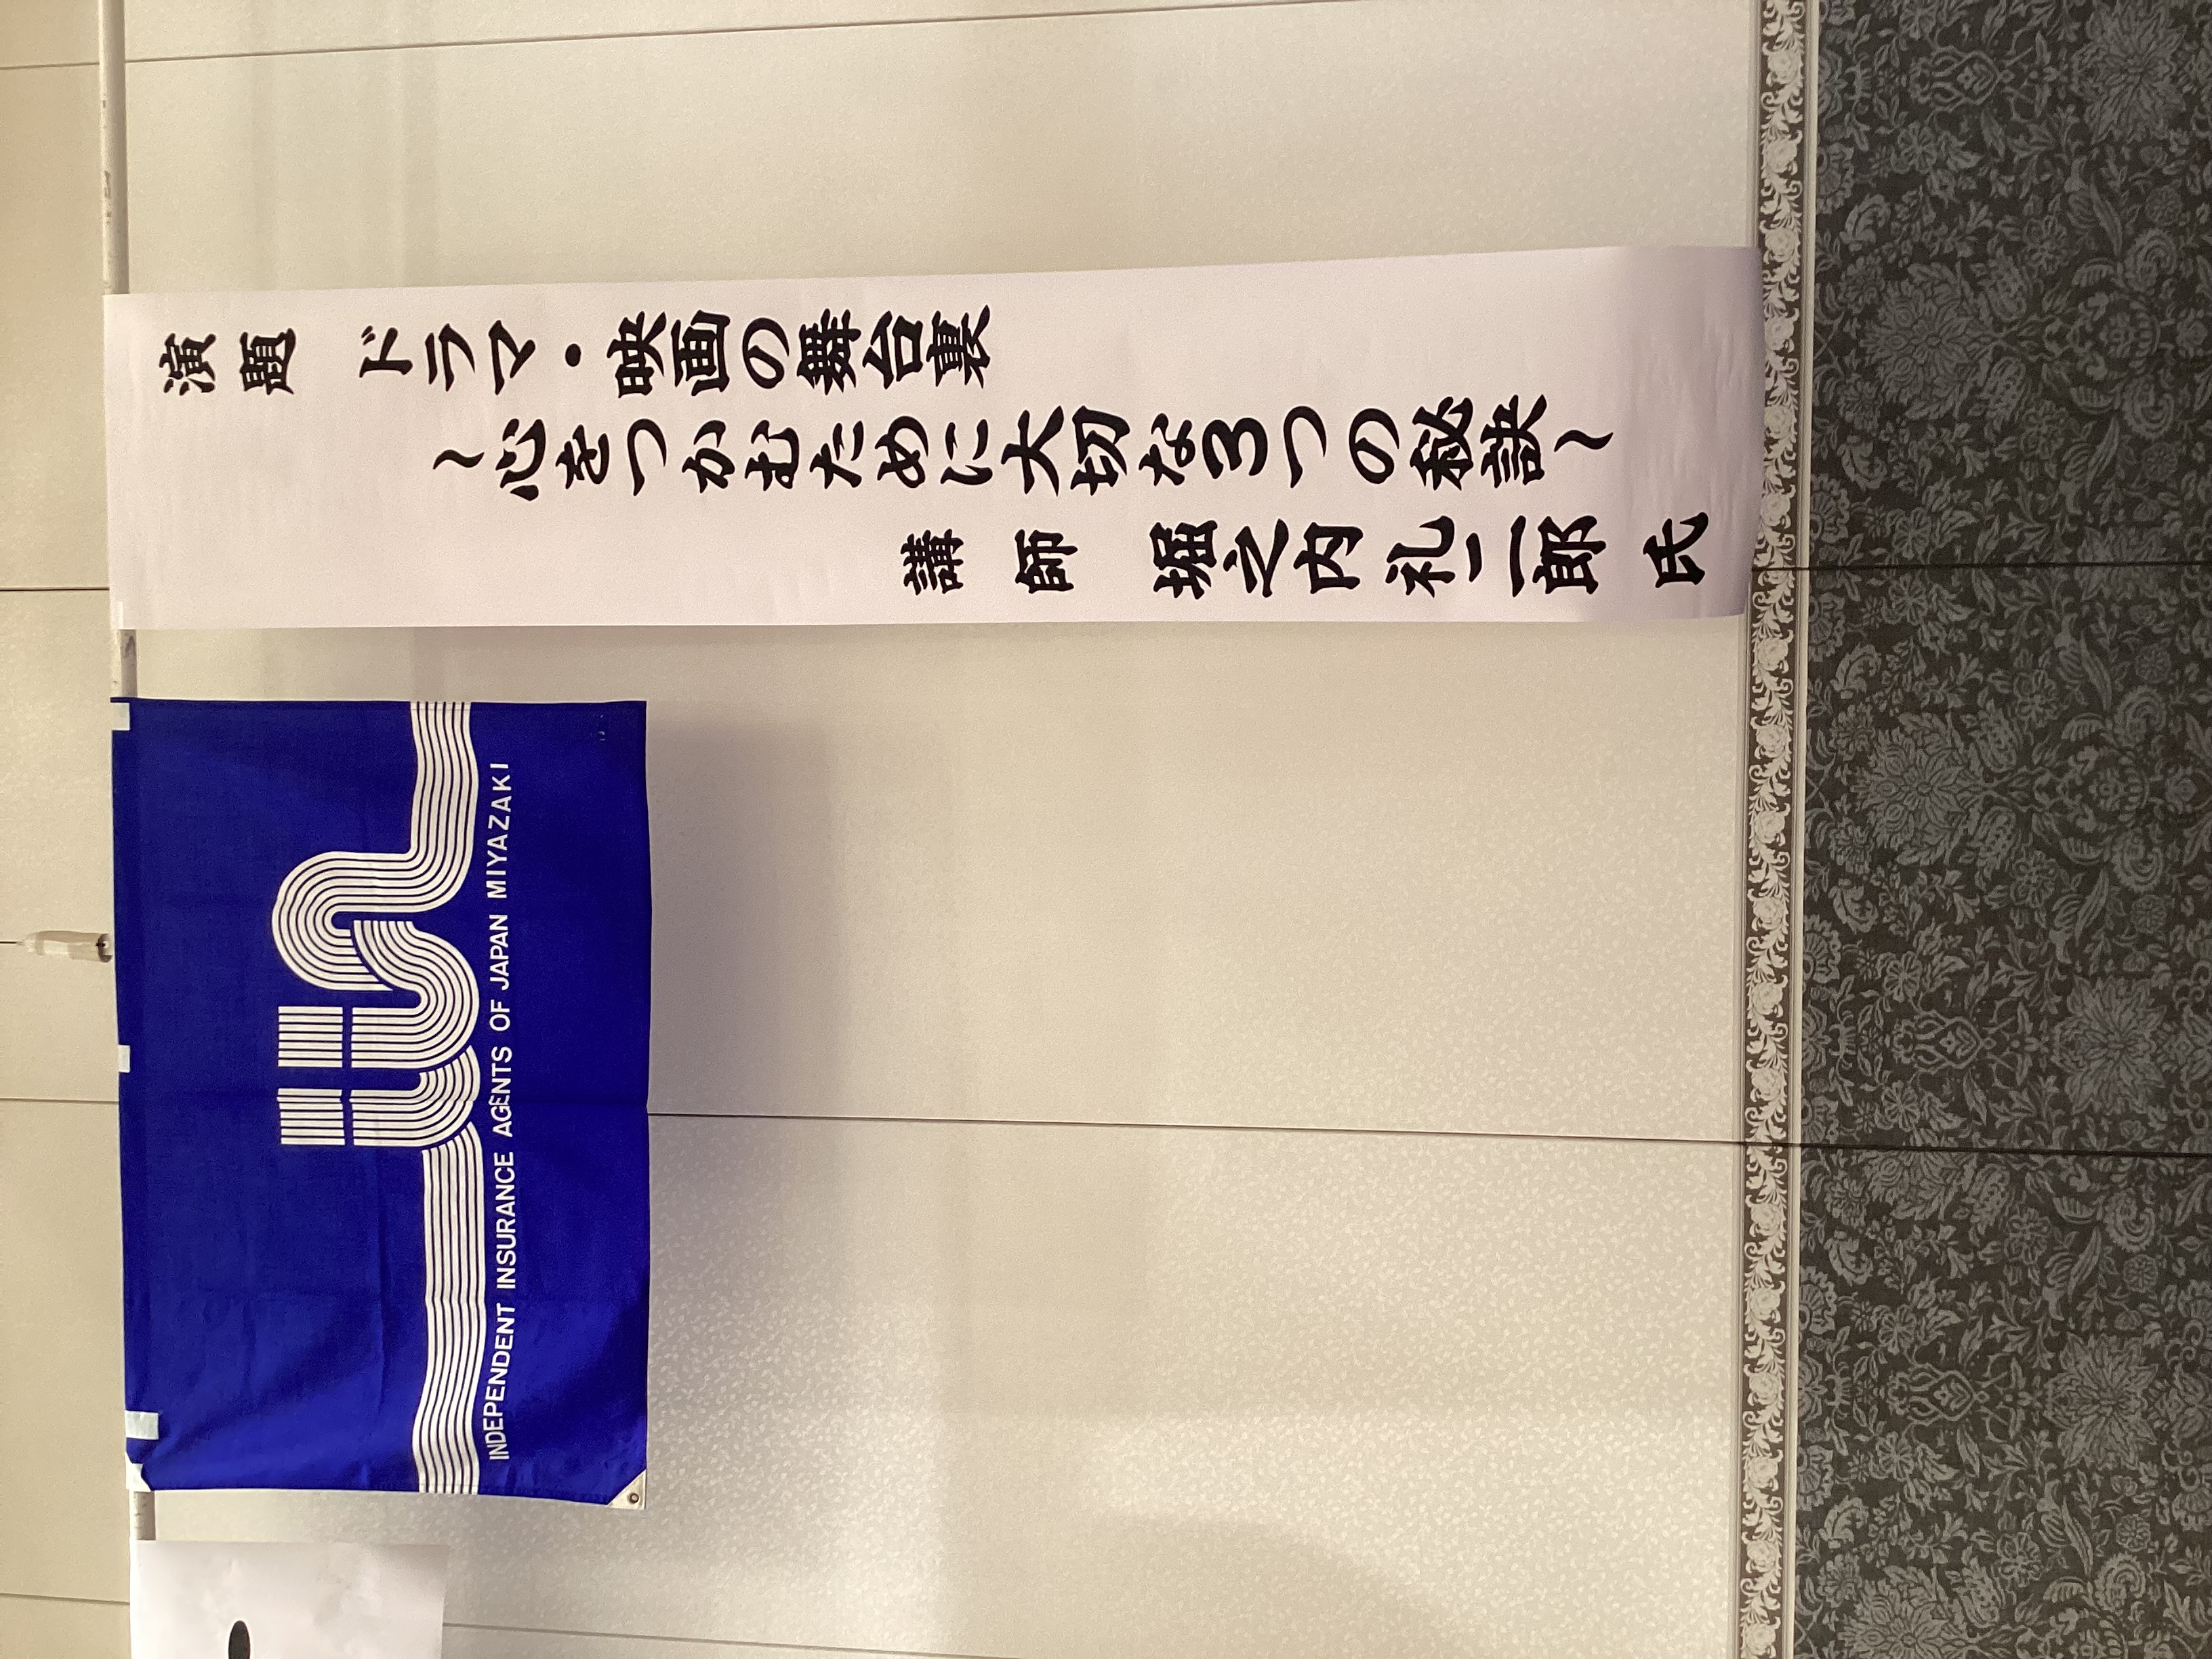 演題 ドラマ・映画の舞台裏
~心をつかむために大切な3つの秘訣~
講師 堀之内 礼二郎 氏
INDEPENDENT INSURANCE AGENTS OF JAPAN MIYAZAKI